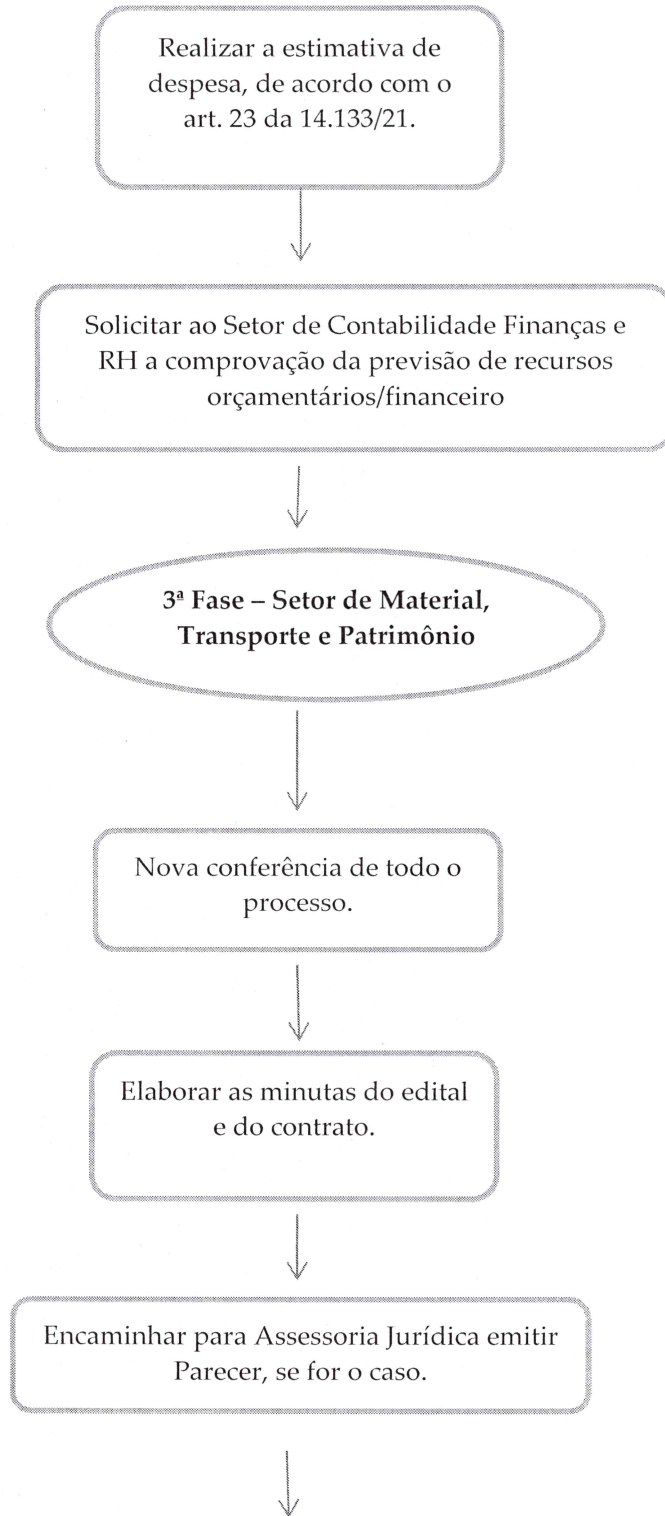 Realizar a estimativa de
despesa, de acordo com o
art. 23 da 14.133/21.
Solicitar ao Setor de Contabilidade Finanças e
RH a comprovação da previsão de recursos
orçamentários/financeiro
3ª Fase – Setor de Material,
Transporte e Patrimônio
Nova conferência de todo o
processo.
Elaborar as minutas do edital
e do contrato.
Encaminhar para Assessoria Jurídica emitir
Parecer, se for o caso.